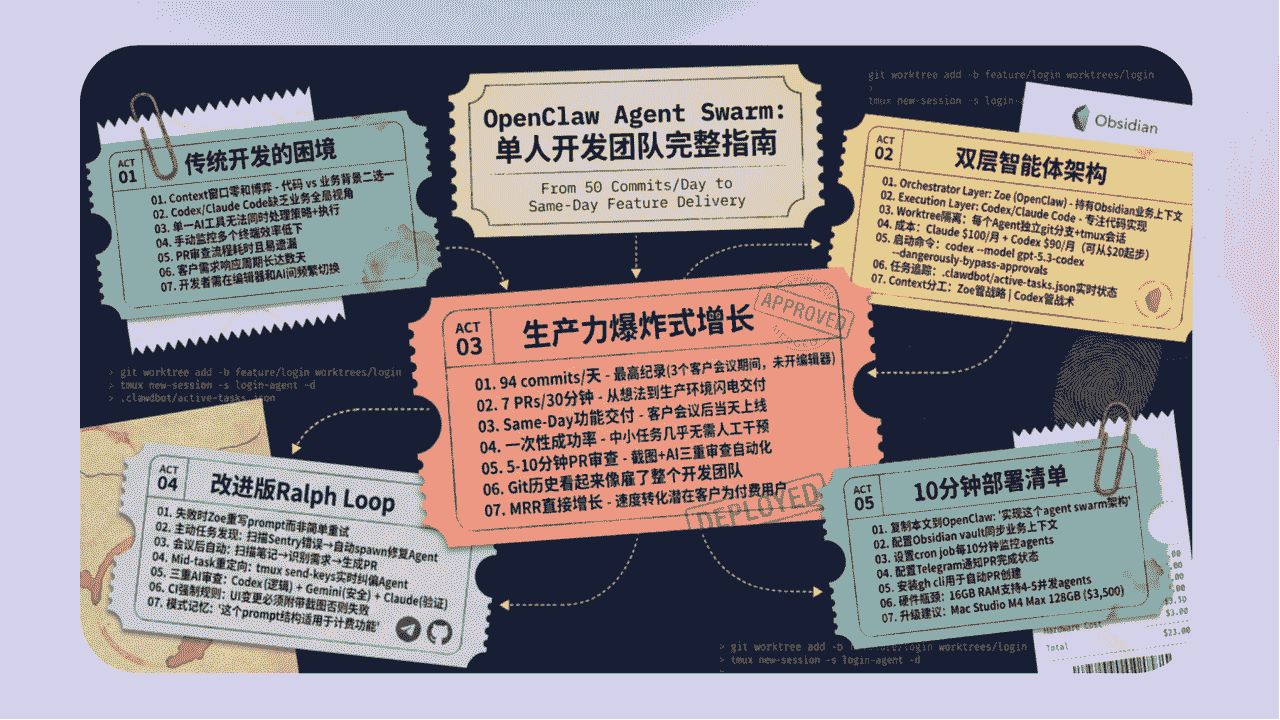 OpenClaw Agent Swarm:
单人开发团队完整指南
From 50 Commits/Day to
Same-Day Feature Delivery
git worktree add -b feature/login worktrees/login
>
tmux new-session -s login-
Obsidian
ACT
01
传统开发的困境
01. Context窗口零和博弈 - 代码 vs 业务背景二选一
02. Codex/Claude Code缺乏业务全局视角
03. 单一AI工具无法同时处理策略+执行
04. 手动监控多个终端效率低下
05. PR审查流程耗时且易遗漏
06. 客户需求响应周期长达数天
07. 开发者需在编辑器和AI间频繁切换
ACT
02
双层智能体架构
01. Orchestrator Layer: Zoe (OpenClaw) - 持有Obsidian业务上下文
02. Execution Layer: Codex/Claude Code - 专注代码实现
03. Worktree隔离：每个Agent独立git分支+tmux会话
04. 成本：Claude $100/月 + Codex $90/月（可从$20起步）
05. 启动命令：codex --model gpt-5.3-codex
--dangerously-bypass-approvals
06. 任务追踪：.clawdbot/active-tasks.json实时状态
07. Context分工：Zoe管战略 | Codex管战术
ACT
03
生产力爆炸式增长
APPROVED
01. 94 commits/天 - 最高纪录(3个客户会议期间，未开编辑器)
02. 7 PRs/30分钟 - 从想法到生产环境闪电交付
03. Same-Day功能交付 - 客户会议后当天上线
04. 一次性成功率 - 中小任务几乎无需人工干预
05. 5-10分钟PR审查 - 截图+AI三重审查自动化
06. Git历史看起来像雇了整个开发团队
07. MRR直接增长 - 速度转化潜在客户为付费用户
DEPLOYED
> git worktree add -b feature/login worktrees/login
> tmux new-session -s login-agent -d
> .clawdbot/active-tasks.json
ACT
04
改进版Ralph Loop
01. 失败时Zoe重写prompt而非简单重试
02. 主动任务发现：扫描Sentry错误→自动spawn修复Agent
03. 会议后自动：扫描笔记→识别需求→生成PR
04. Mid-task重定向：tmux send-keys实时纠偏Agent
05. 三重AI审查：Codex(逻辑) + Gemini(安全) + Claude(验证)
06. CI强制规则：UI变更必须附带截图否则失败
07. 模式记忆：'这个prompt结构适用于计费功能'
ACT
05
10分钟部署清单
01. 复制本文到OpenClaw: '实现这个agent swarm架构'
02. 配置Obsidian vault同步业务上下文
03. 设置cron job每10分钟监控agents
04. 配置Telegram通知PR完成状态
05. 安装gh cli用于自动PR创建
06. 硬件瓶颈：16GB RAM支持4-5并发agents
07. 升级建议：Mac Studio M4 Max 128GB ($3,500)
$3.50
$3.00
Hardware Cost
$23.00
Total
> git worktree add -b feature/login worktrees/login
> tmux new-session -s login-agent -d